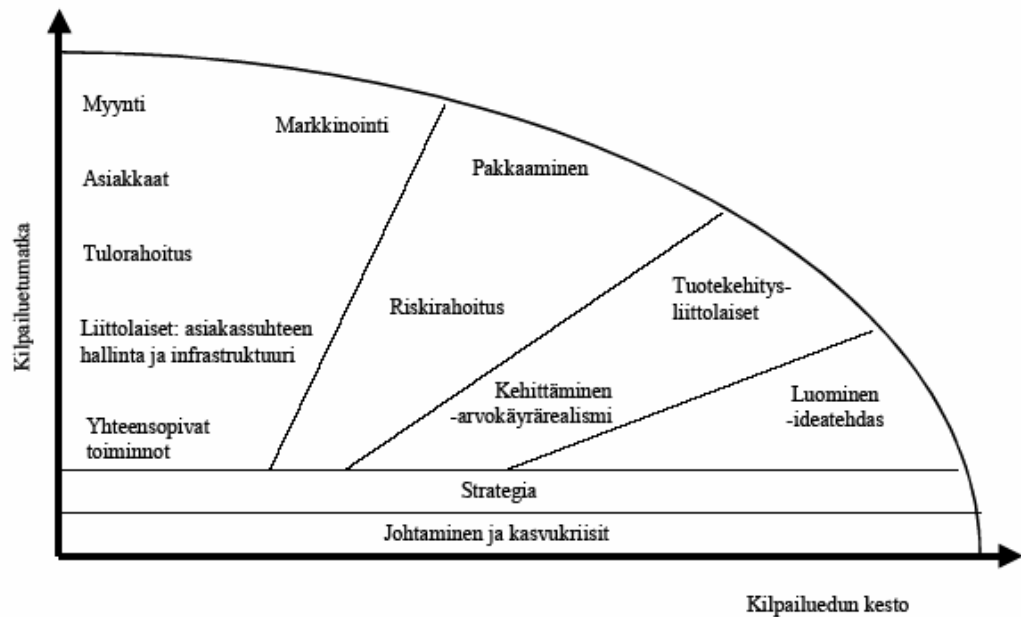 Myynti
Markkinointi
Pakkaaminen
Asiakkaat
Tulorahoitus
Tuotekehitys-
liittolaiset
Riskirahoitus
Liittolaiset: asiakassuhteen
hallinta ja infrastruktuuri
Kehittäminen
-arvokäyrärealismi
Luominen
-ideatehdas
Yhteensopivat
toiminnot
Strategia
Johtaminen ja kasvukriisit
Kilpailuetumatka
Kilpailuedun kesto